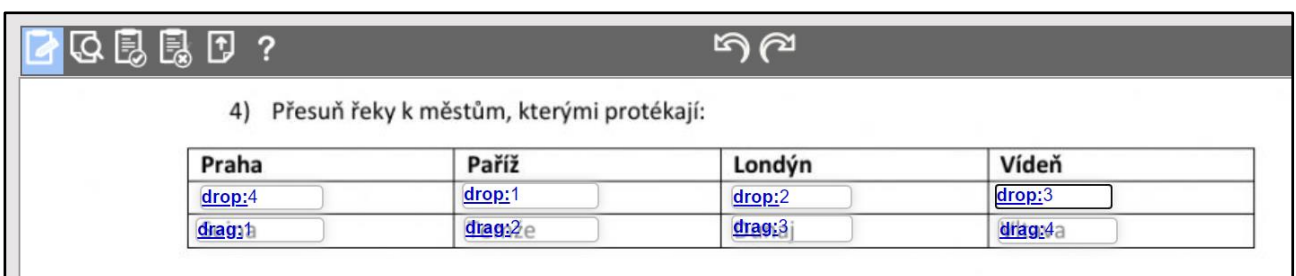 ?
4) Přesuň řeky k městům, kterými protékají:
Praha Paříž Londýn Vídeň
drop:4 drop:1 drop:2 drop:3
drag:1 drag:2 drag:3 drag:4